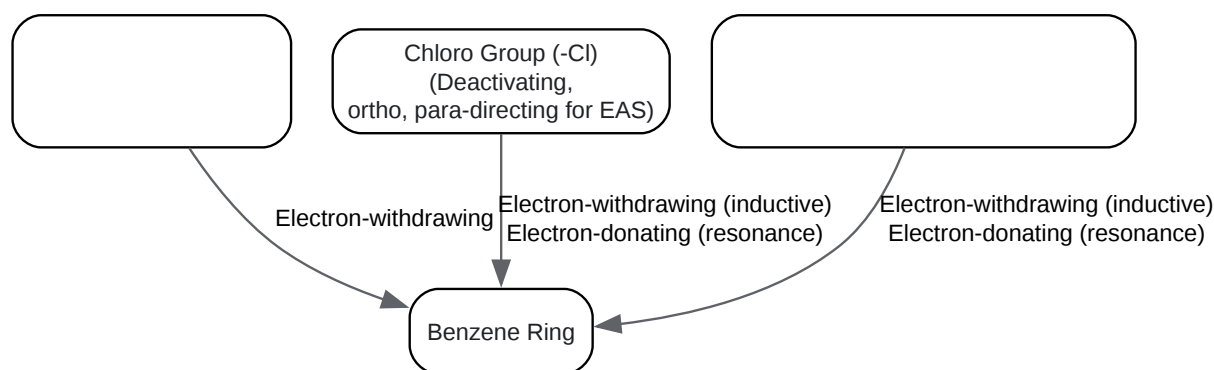 Chloro Group (-Cl)
(Deactivating,
ortho, para-directing for EAS)
Electron-withdrawing
Electron-withdrawing (inductive)
Electron-donating (resonance)
Electron-withdrawing (inductive)
Electron-donating (resonance)
Benzene Ring